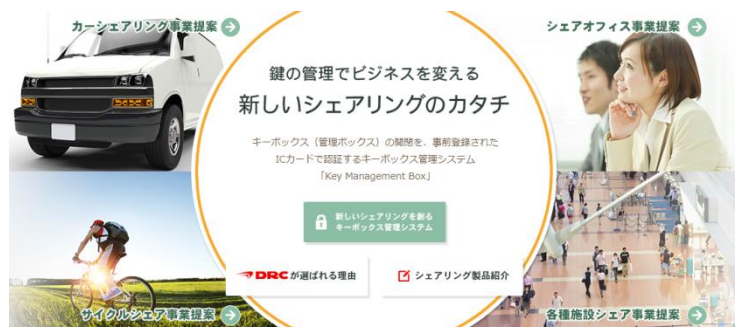 カーシェアリング事業提案
シェアオフィス事業提案
鍵の管理でビジネスを変える
新しいシェアリングのカタチ
キーボックス（管理ボックス）の開閉を、事前登録された
ICカードで認証するキーボックス管理システム
「Key Management Box」
新しいシェアリングを創る
キーボックス管理システム
DRCが選ばれる理由
シェアリング製品紹介
サイクルシェア事業提案
各種施設シェア事業提案